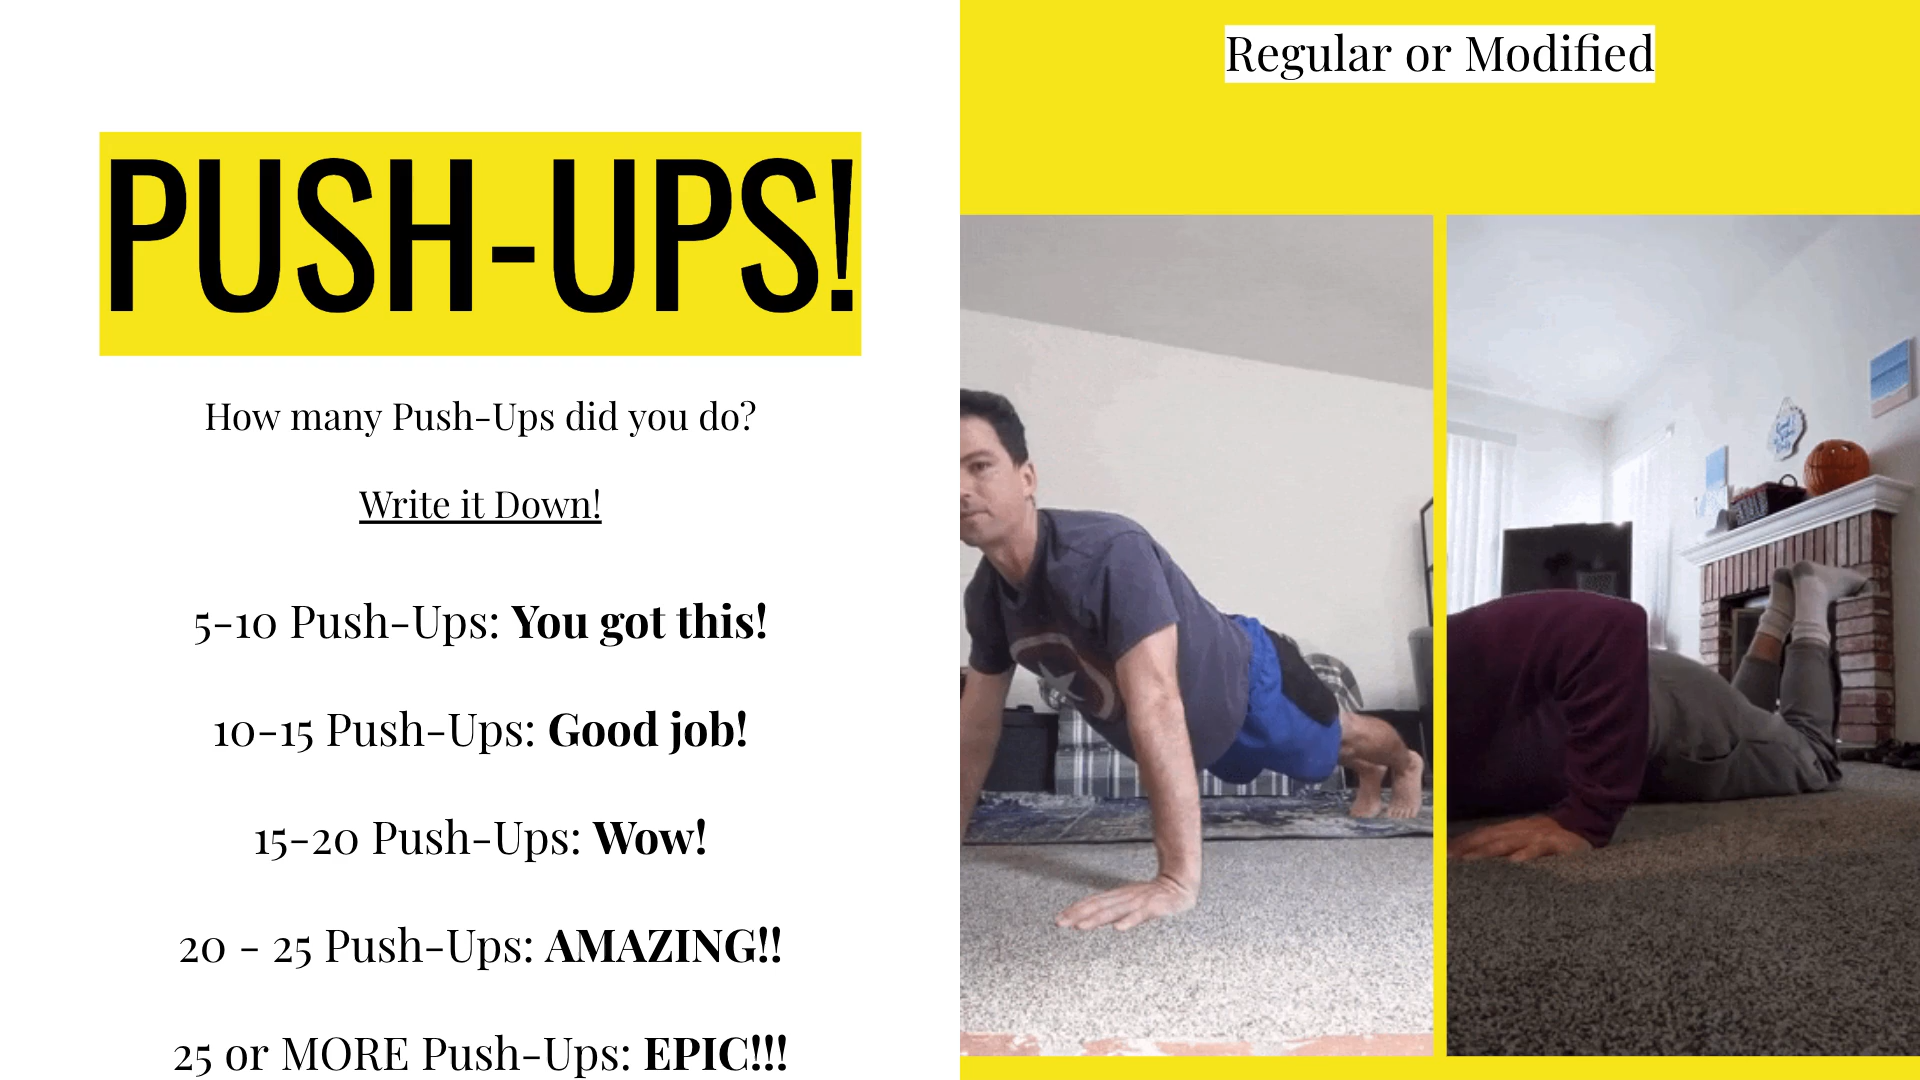 PUSH-UPS!
How many Push-Ups did you do?
Write it Down!
5-10 Push-Ups: You got this!
10-15 Push-Ups: Good job!
15-20 Push-Ups: Wow!
20 - 25 Push-Ups: AMAZING!!
25 or MORE Push-Ups: EPIC!!!
Regular or Modified